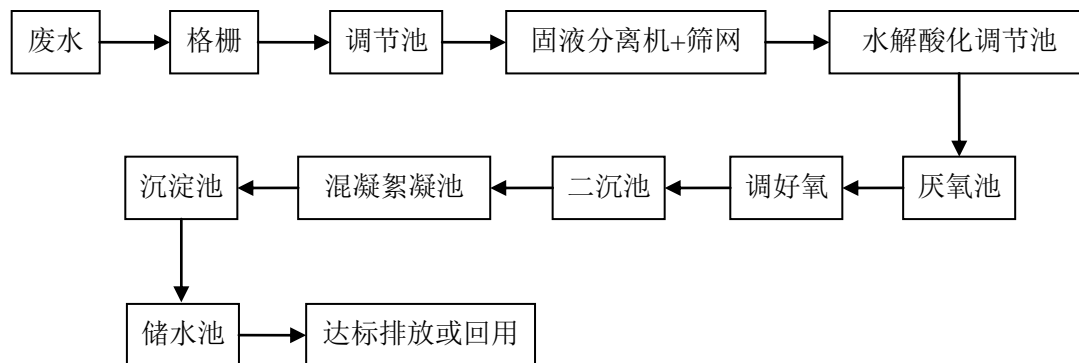 废水
格栅
调节池
固液分离机+筛网
水解酸化调节池
厌氧池
调好氧
二沉池
混凝絮凝池
沉淀池
储水池
达标排放或回用